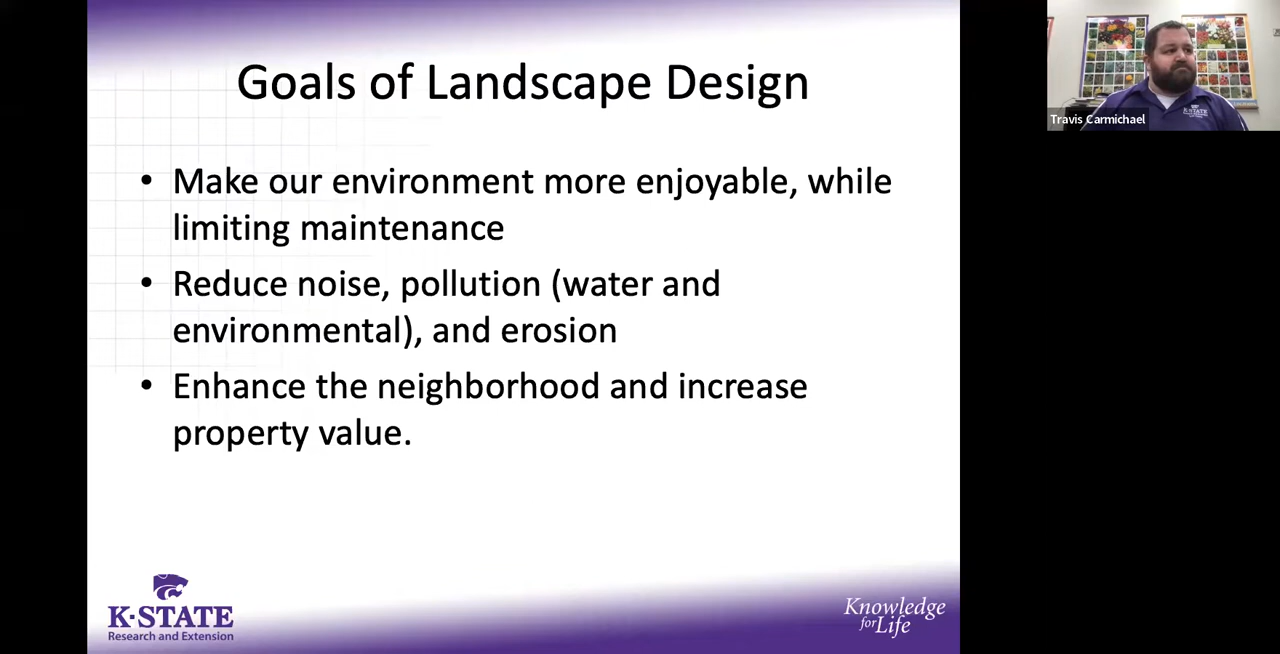 Goals of Landscape Design
• Make our environment more enjoyable, while
limiting maintenance
• Reduce noise, pollution (water and
environmental), and erosion
• Enhance the neighborhood and increase
property value.
K-STATE
Research and Extension
Knowledge
for Life
Travis Carmichael
K-STATE